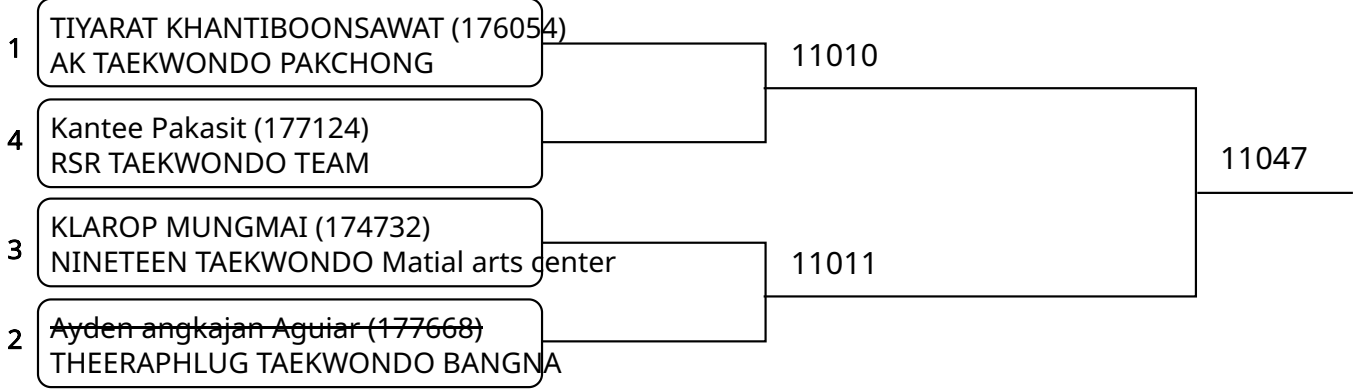 1
TIYARAT KHANTIBOONSAWAT (176054)
AK TAEKWONDO PAKCHONG
11010
4
Kantee Pakasit (177124)
RSR TAEKWONDO TEAM
11047
3
KLAROP MUNGMAI (174732)
NINETEEN TAEKWONDO Matial arts center
11011
2
Ayden angkajan Aguiar (177668)
THEERAPHLUG TAEKWONDO BANGNA